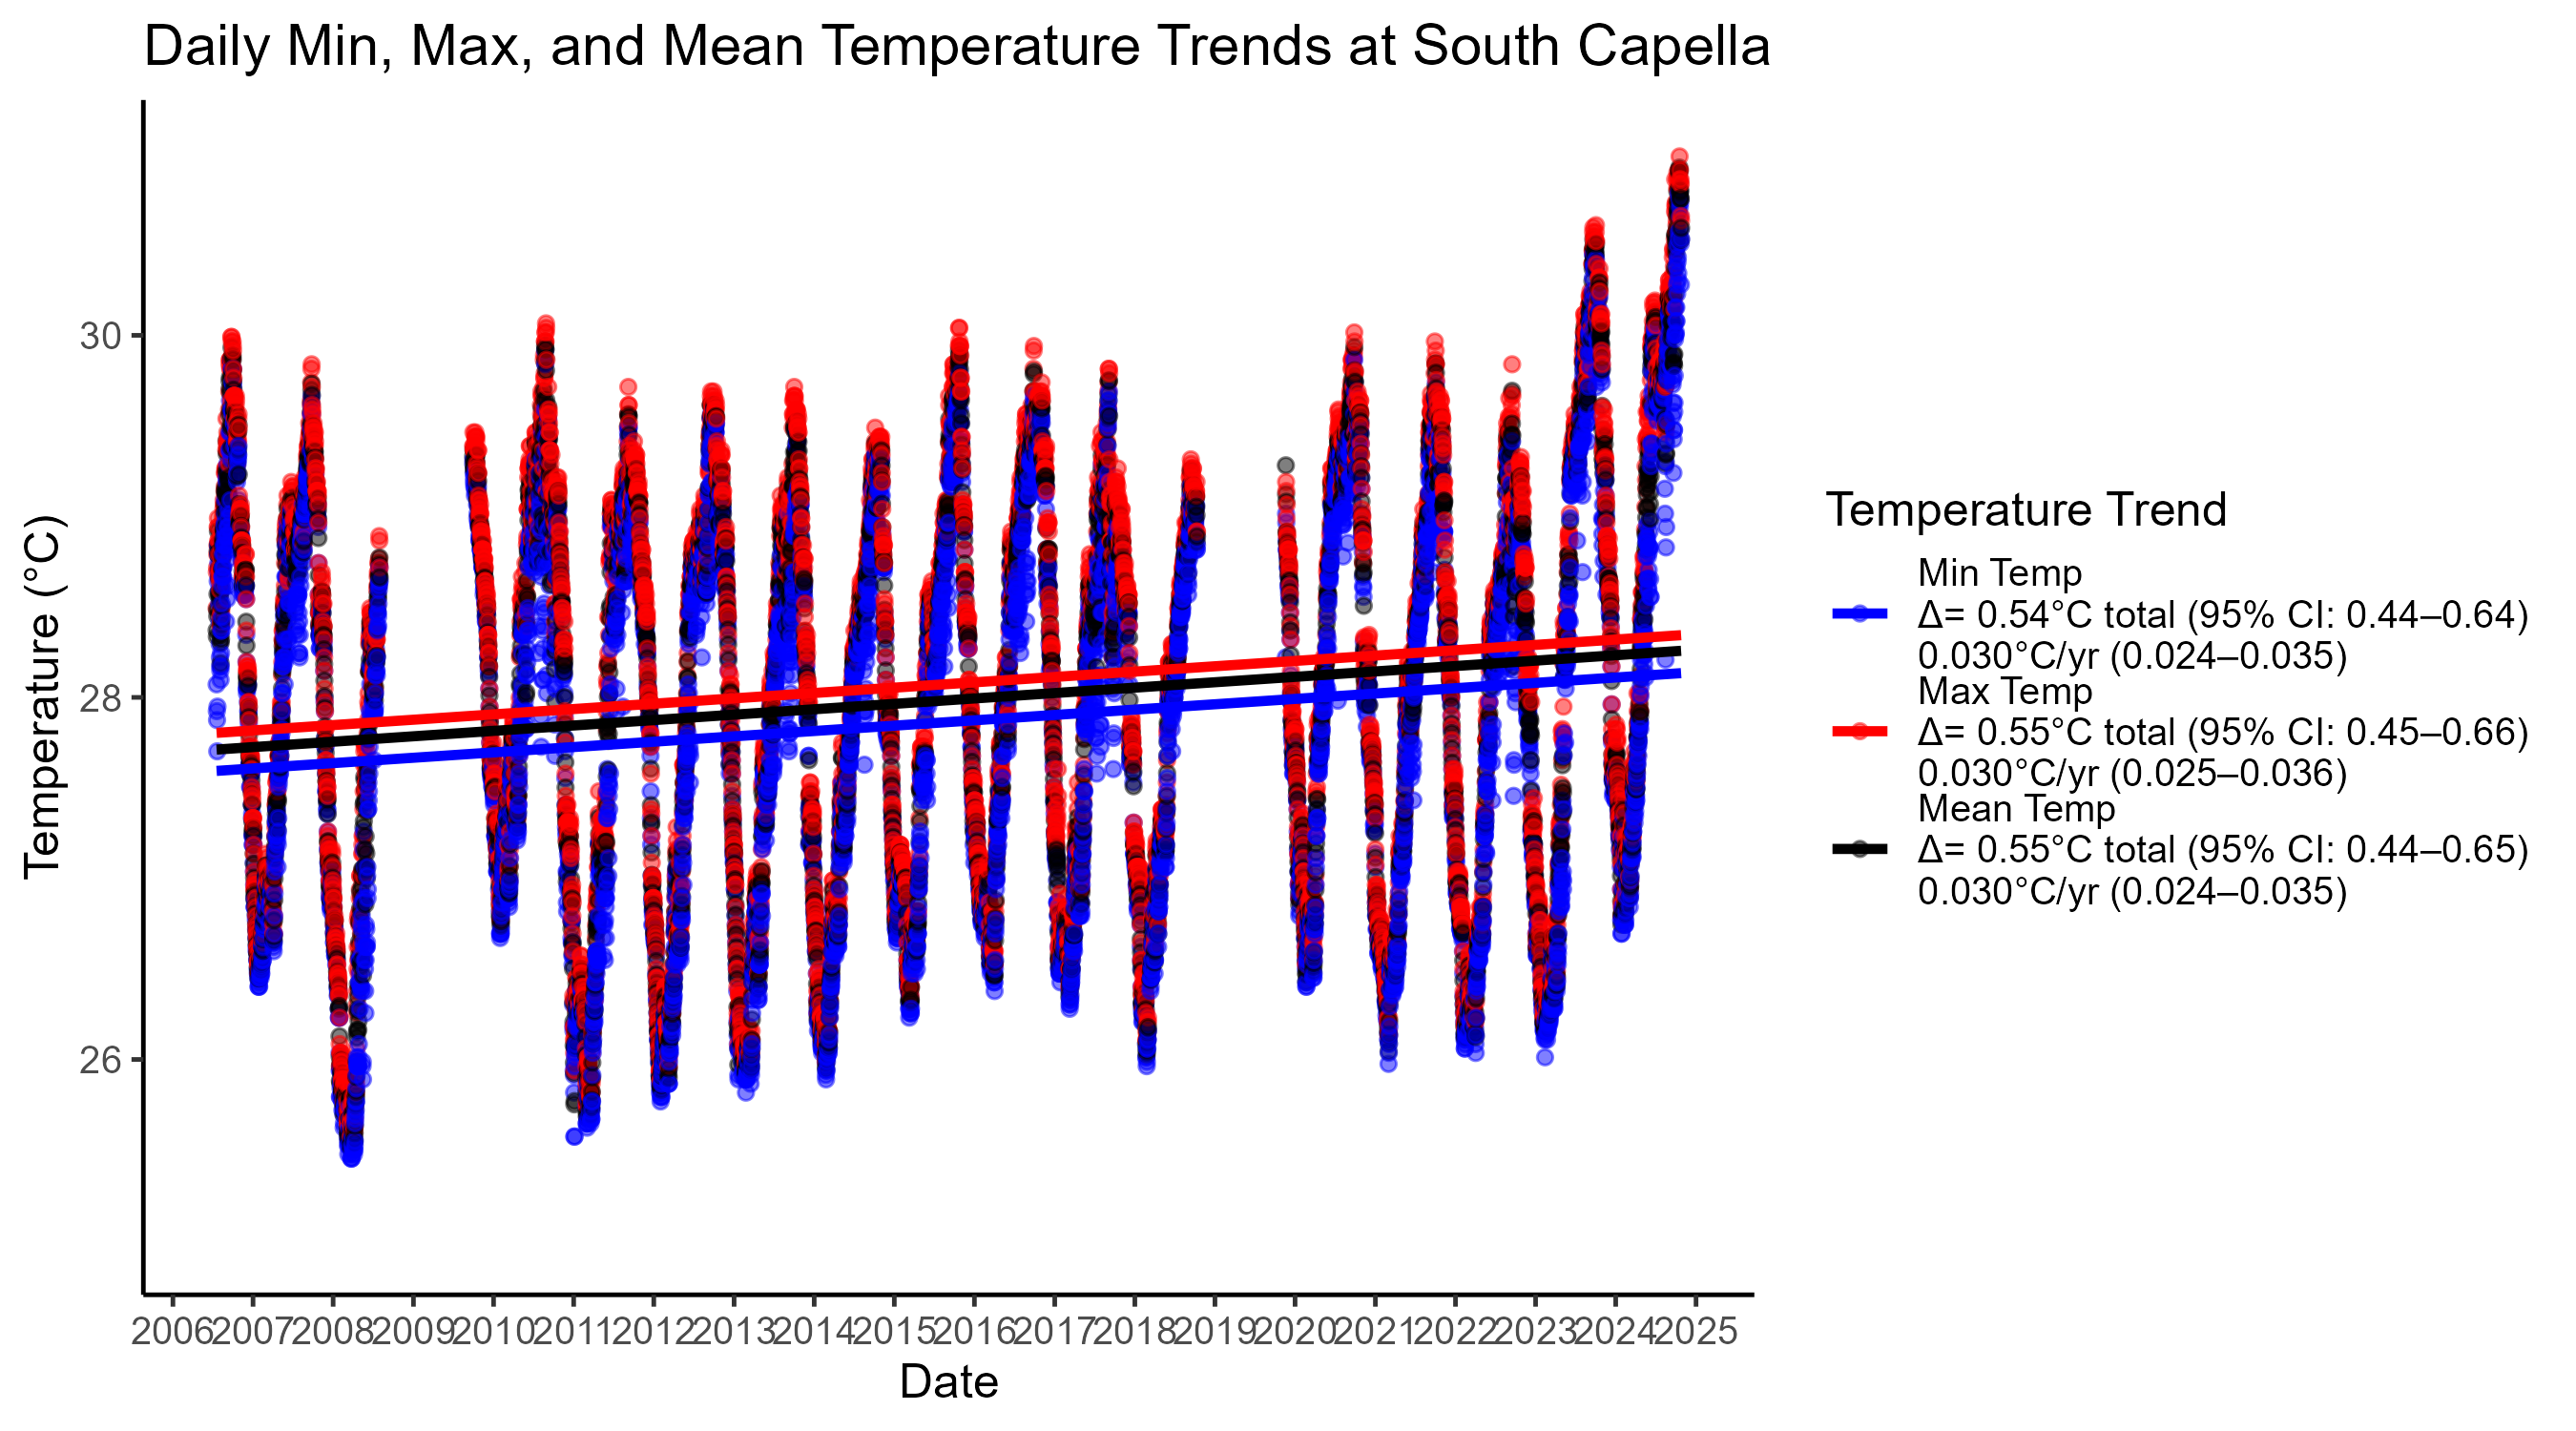 Daily Min, Max, and Mean Temperature Trends at South Capella
Temperature (°C)
30
28
26
2006 2007 2008 2009 2010 2011 2012 2013 2014 2015 2016 2017 2018 2019 2020 2021 2022 2023 2024 2025
Date
Temperature Trend
Min Temp
Δ= 0.54°C total (95% CI: 0.44–0.64)
0.030°C/yr (0.024–0.035)
Max Temp
Δ= 0.55°C total (95% CI: 0.45–0.66)
0.030°C/yr (0.025–0.036)
Mean Temp
Δ= 0.55°C total (95% CI: 0.44–0.65)
0.030°C/yr (0.024–0.035)